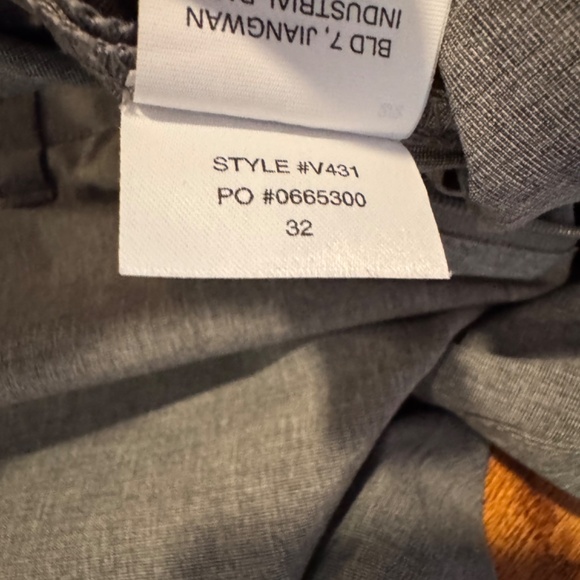 BLD 7, JIANGWAN
INDUSTRIAL
STYLE #V431
PO #0665300
32